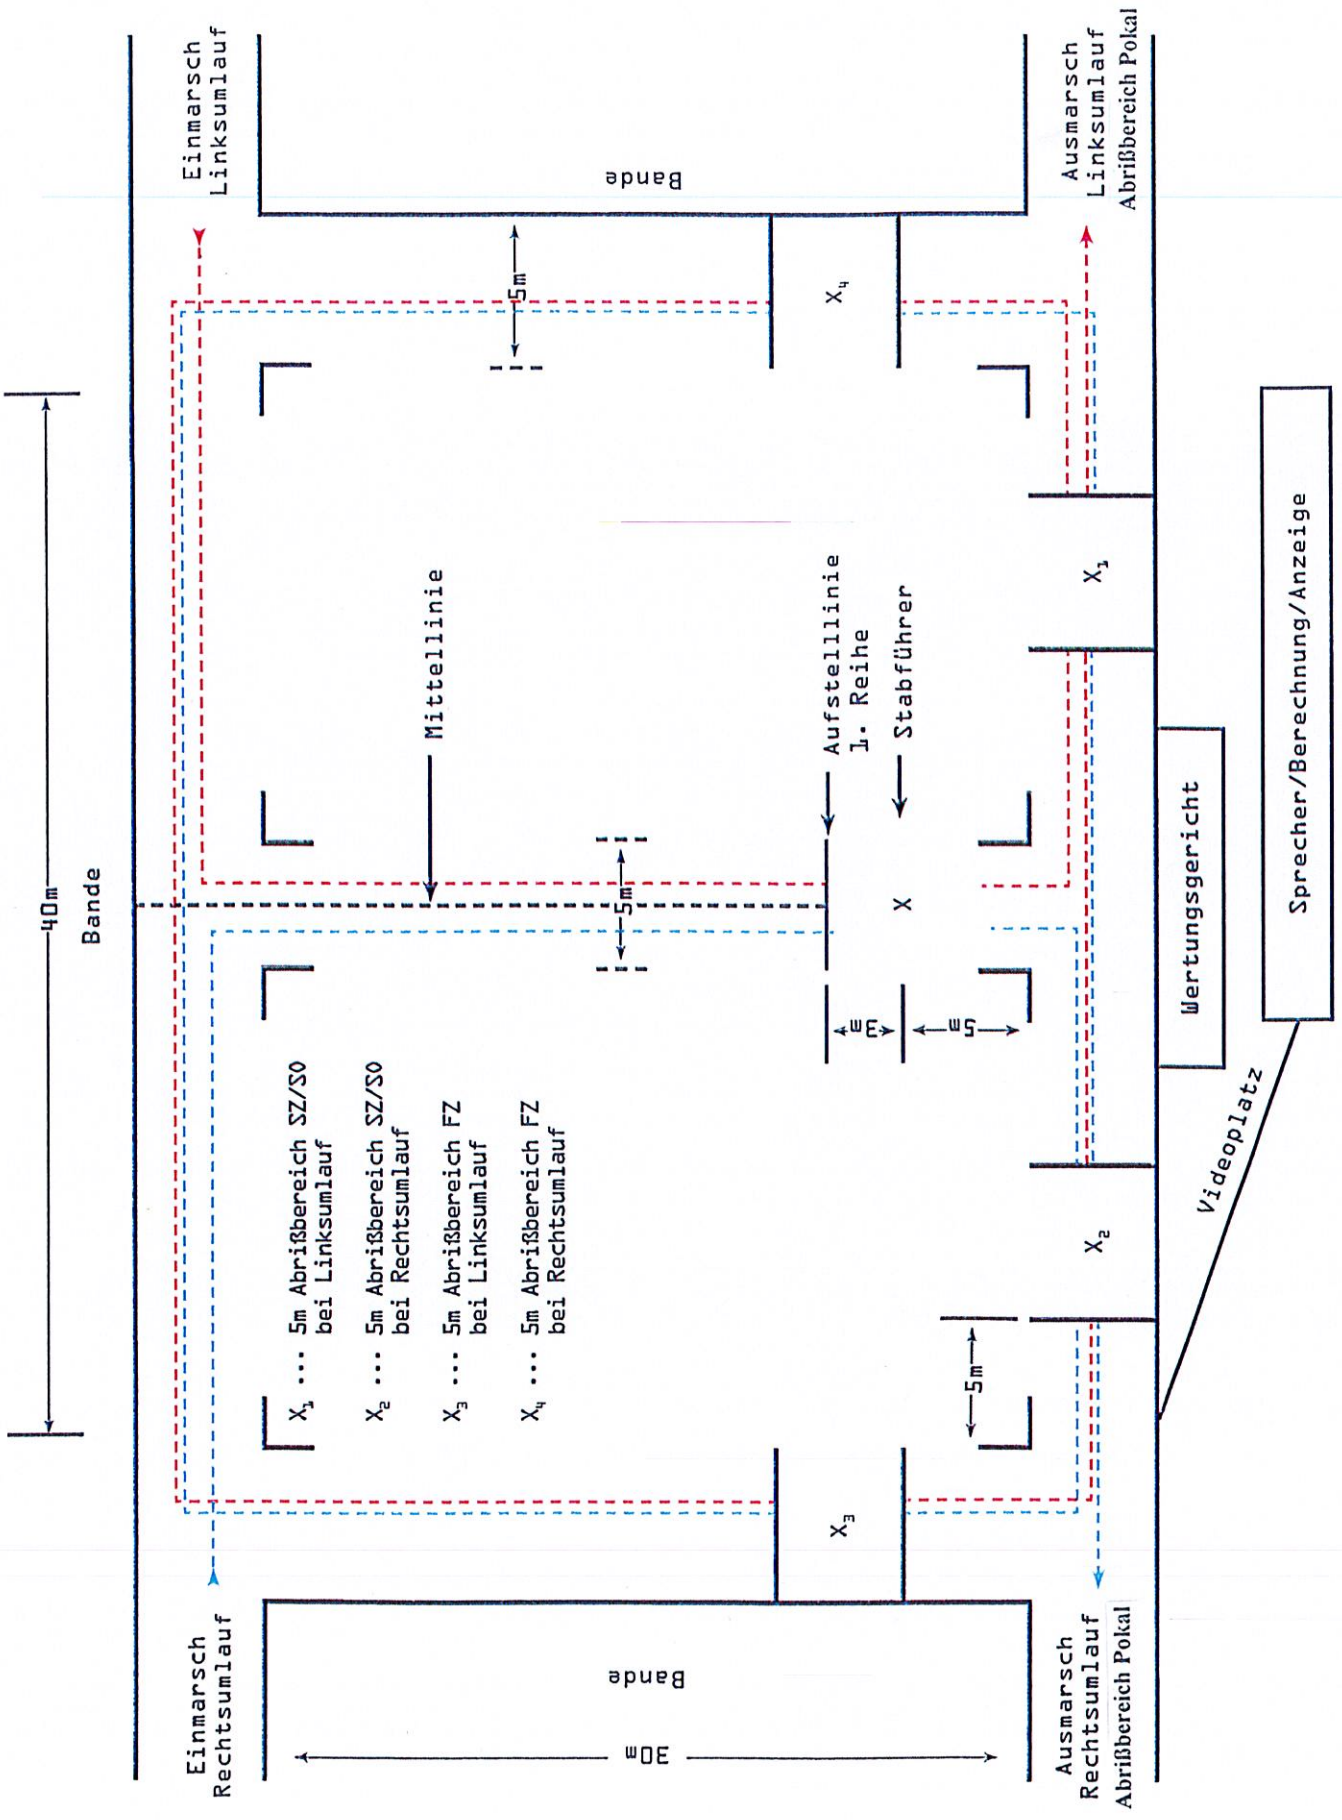 Einmarsch
Rechtsumlauf
40m
Bande
Einmarsch
Linksumlauf
X₁ ... 5m Abrißbereich SZ/SO
bei Linksumlauf
X₂ ... 5m Abrißbereich SZ/SO
bei Rechtsumlauf
X₃ ... 5m Abrißbereich FZ
bei Linksumlauf
X₄ ... 5m Abrißbereich FZ
bei Rechtsumlauf
Mittellinie
5m
5m
30m
Bande
Bande
X₃
X₄
Aufstelllinie
1. Reihe
3m
X
Stabführer
5m
5m
X₂
X₁
Ausmarsch
Rechtsumlauf
Abrißbereich Pokal
Ausmarsch
Linksumlauf
Abrißbereich Pokal
Wertungsgericht
Videoplatz
Sprecher/Berechnung/Anzeige